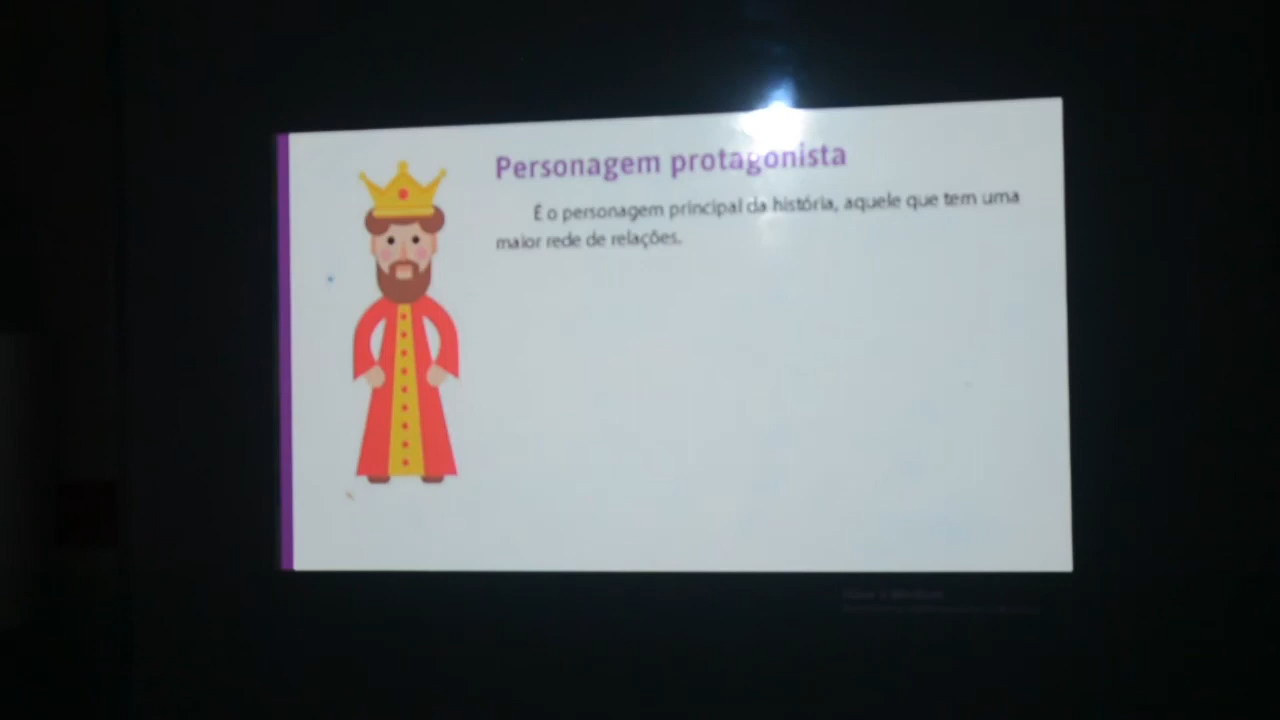 Personagem protagonista
É o personagem principal da história, aquele que tem uma
maior rede de relações.